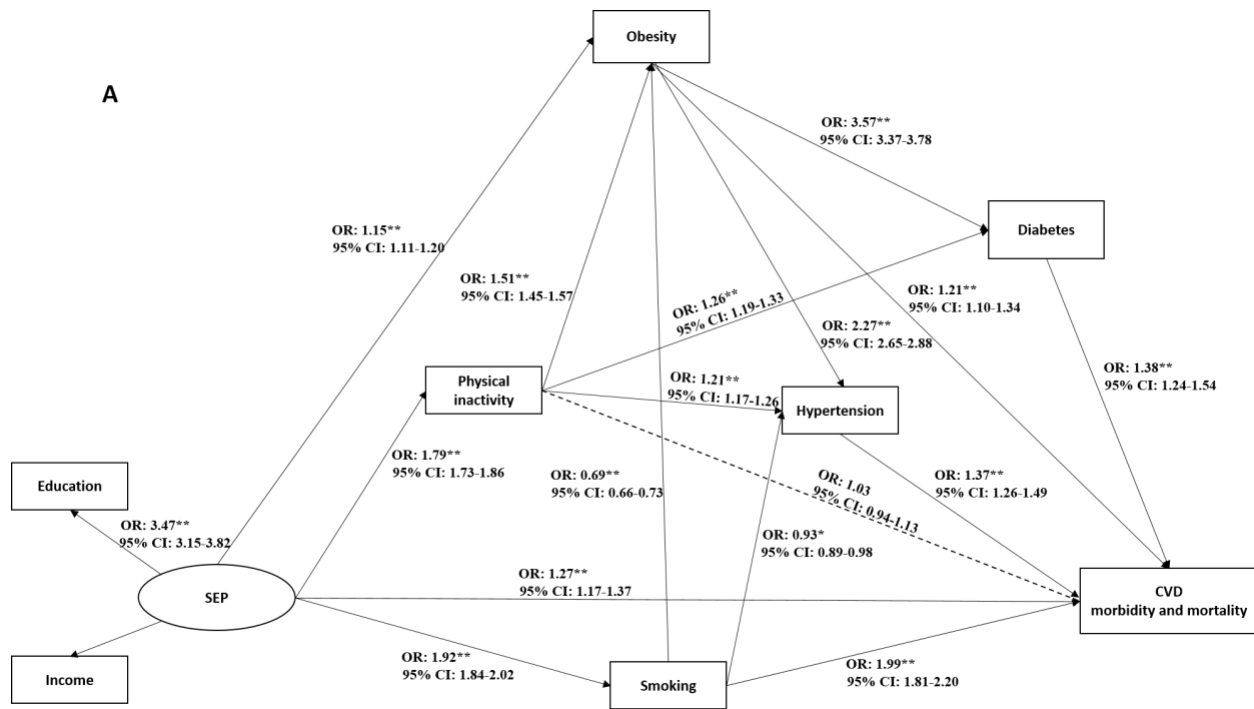 Obesity
A
OR: 3.57**
95% CI: 3.37-3.78
Diabetes
OR: 1.15**
95% CI: 1.11-1.20
OR: 1.51**
95% CI: 1.45-1.57
OR: 1.26**
95% CI: 1.19-1.33
OR: 1.21**
95% CI: 1.10-1.34
OR: 2.27**
95% CI: 2.65-2.88
Physical
inactivity
OR: 1.21**
95% CI: 1.17-1.26
Hypertension
OR: 1.38**
95% CI: 1.24-1.54
OR: 1.79**
95% CI: 1.73-1.86
OR: 0.69**
95% CI: 0.66-0.73
OR: 1.03
95% CI: 0.94-1.13
OR: 1.37**
95% CI: 1.26-1.49
Education
OR: 3.47**
95% CI: 3.15-3.82
OR: 0.93*
95% CI: 0.89-0.98
SEP
OR: 1.27**
95% CI: 1.17-1.37
CVD
morbidity and mortality
Income
OR: 1.92**
95% CI: 1.84-2.02
Smoking
OR: 1.99**
95% CI: 1.81-2.20